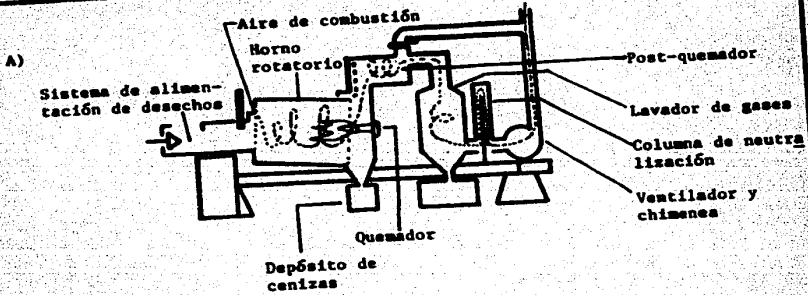 A)
Aire de combustión
Horno
rotatorio
Sistema de alimen-
tación de desechos
Post-quemador
Lavador de gases
Columna de neutra
lización
Ventilador y
chimenea
Quemador
Depósito de
cenizas